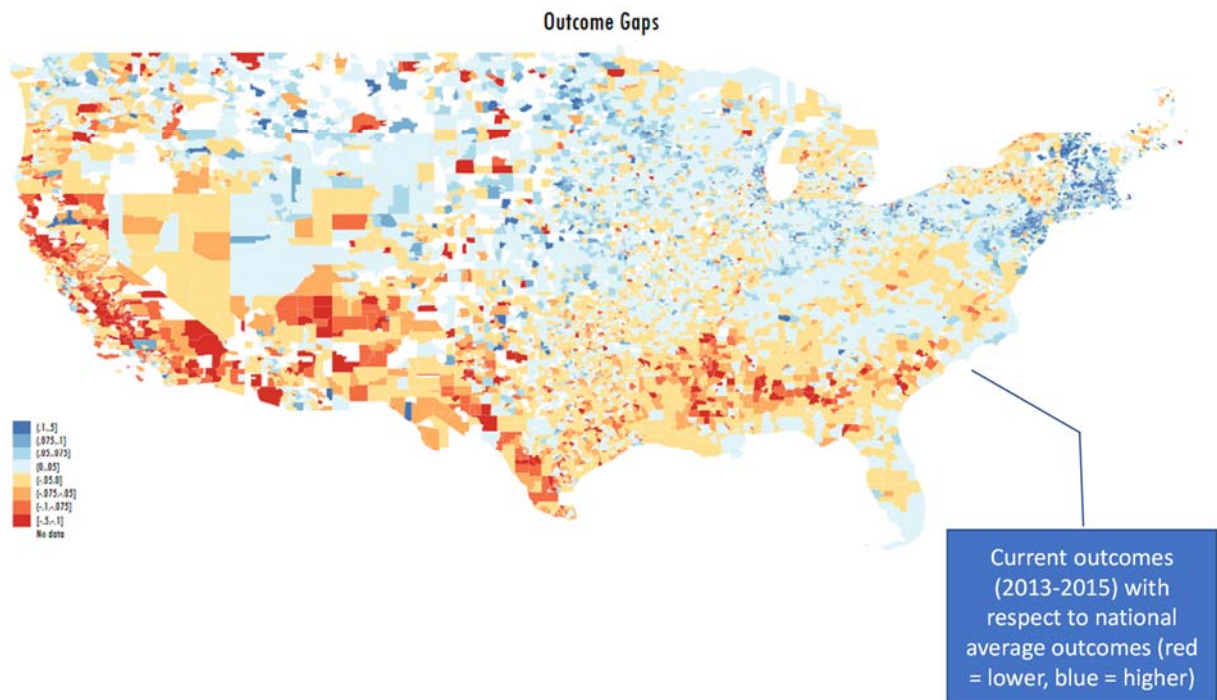 Outcome Gaps
(.1,.5]
(.075,.1]
(.05,.075]
(0,.05]
(-.05,0]
(-.075,-.05]
(-.1,-.075]
[-.5,-.1]
No data
Current outcomes
(2013-2015) with
respect to national
average outcomes (red
= lower, blue = higher)